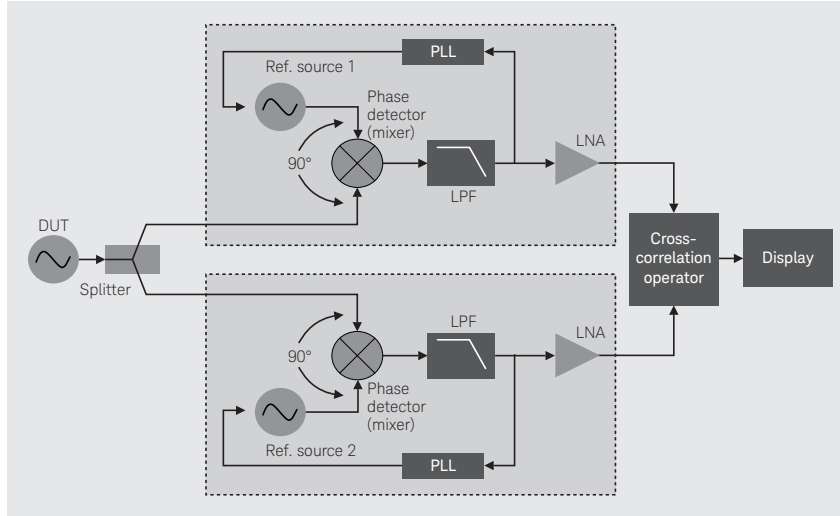 PLL
Ref. source 1
Phase
detector
(mixer)
90°
LPF
LNA
DUT
Splitter
Cross-
correlation
operator
Display
LPF
LNA
90°
Phase
detector
(mixer)
Ref. source 2
PLL